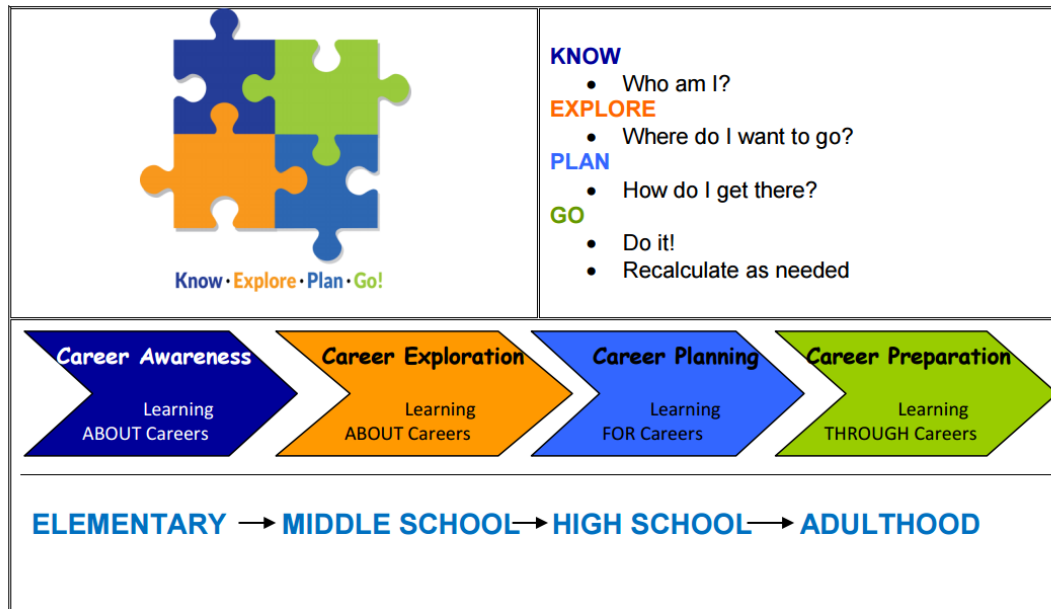 Know·Explore·Plan·Go!
KNOW
• Who am I?
EXPLORE
• Where do I want to go?
PLAN
• How do I get there?
GO
• Do it!
• Recalculate as needed
Career Awareness
Learning
ABOUT Careers
Career Exploration
Learning
ABOUT Careers
Career Planning
Learning
FOR Careers
Career Preparation
Learning
THROUGH Careers
ELEMENTARY → MIDDLE SCHOOL → HIGH SCHOOL → ADULTHOOD